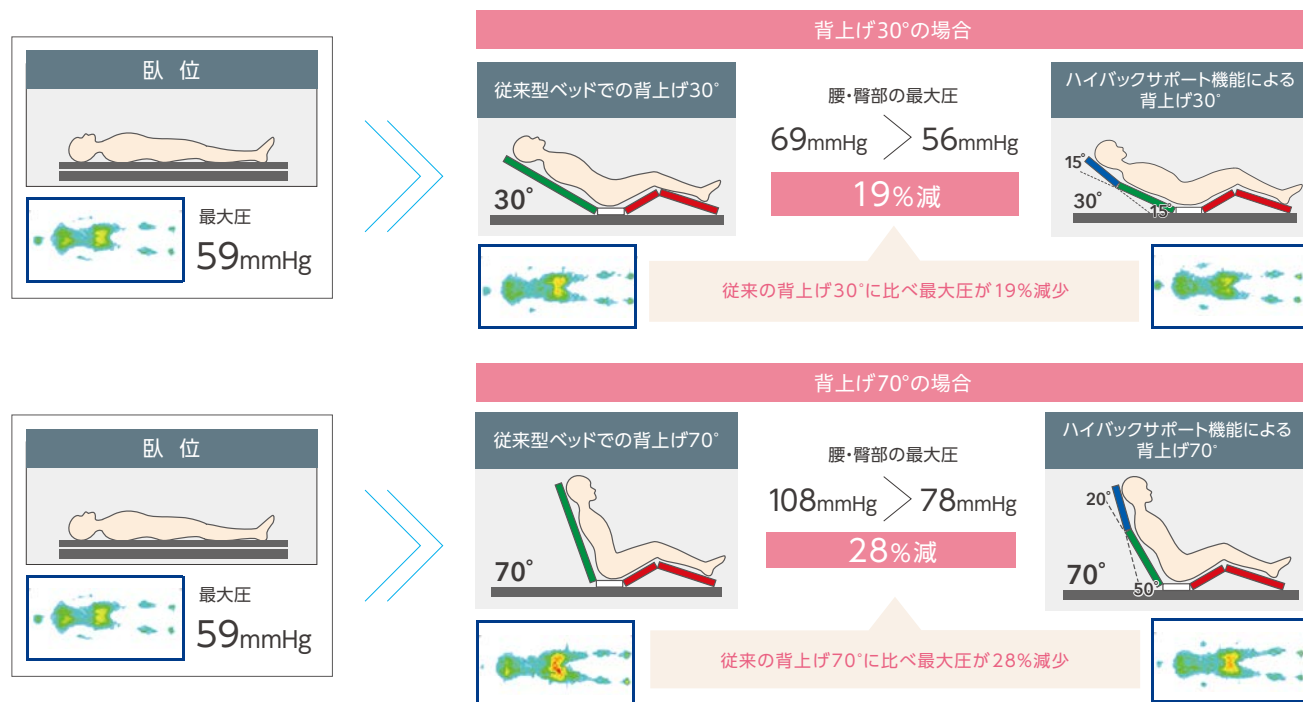 背上げ30°の場合
臥 位
最大圧
59mmHg
従来型ベッドでの背上げ30°
30°
腰・臀部の最大圧
69mmHg > 56mmHg
19%減
ハイバックサポート機能による
背上げ30°
15°
30°
15°
従来の背上げ30°に比べ最大圧が19%減少
背上げ70°の場合
臥 位
最大圧
59mmHg
従来型ベッドでの背上げ70°
70°
腰・臀部の最大圧
108mmHg > 78mmHg
28%減
ハイバックサポート機能による
背上げ70°
20°
70°
50°
従来の背上げ70°に比べ最大圧が28%減少